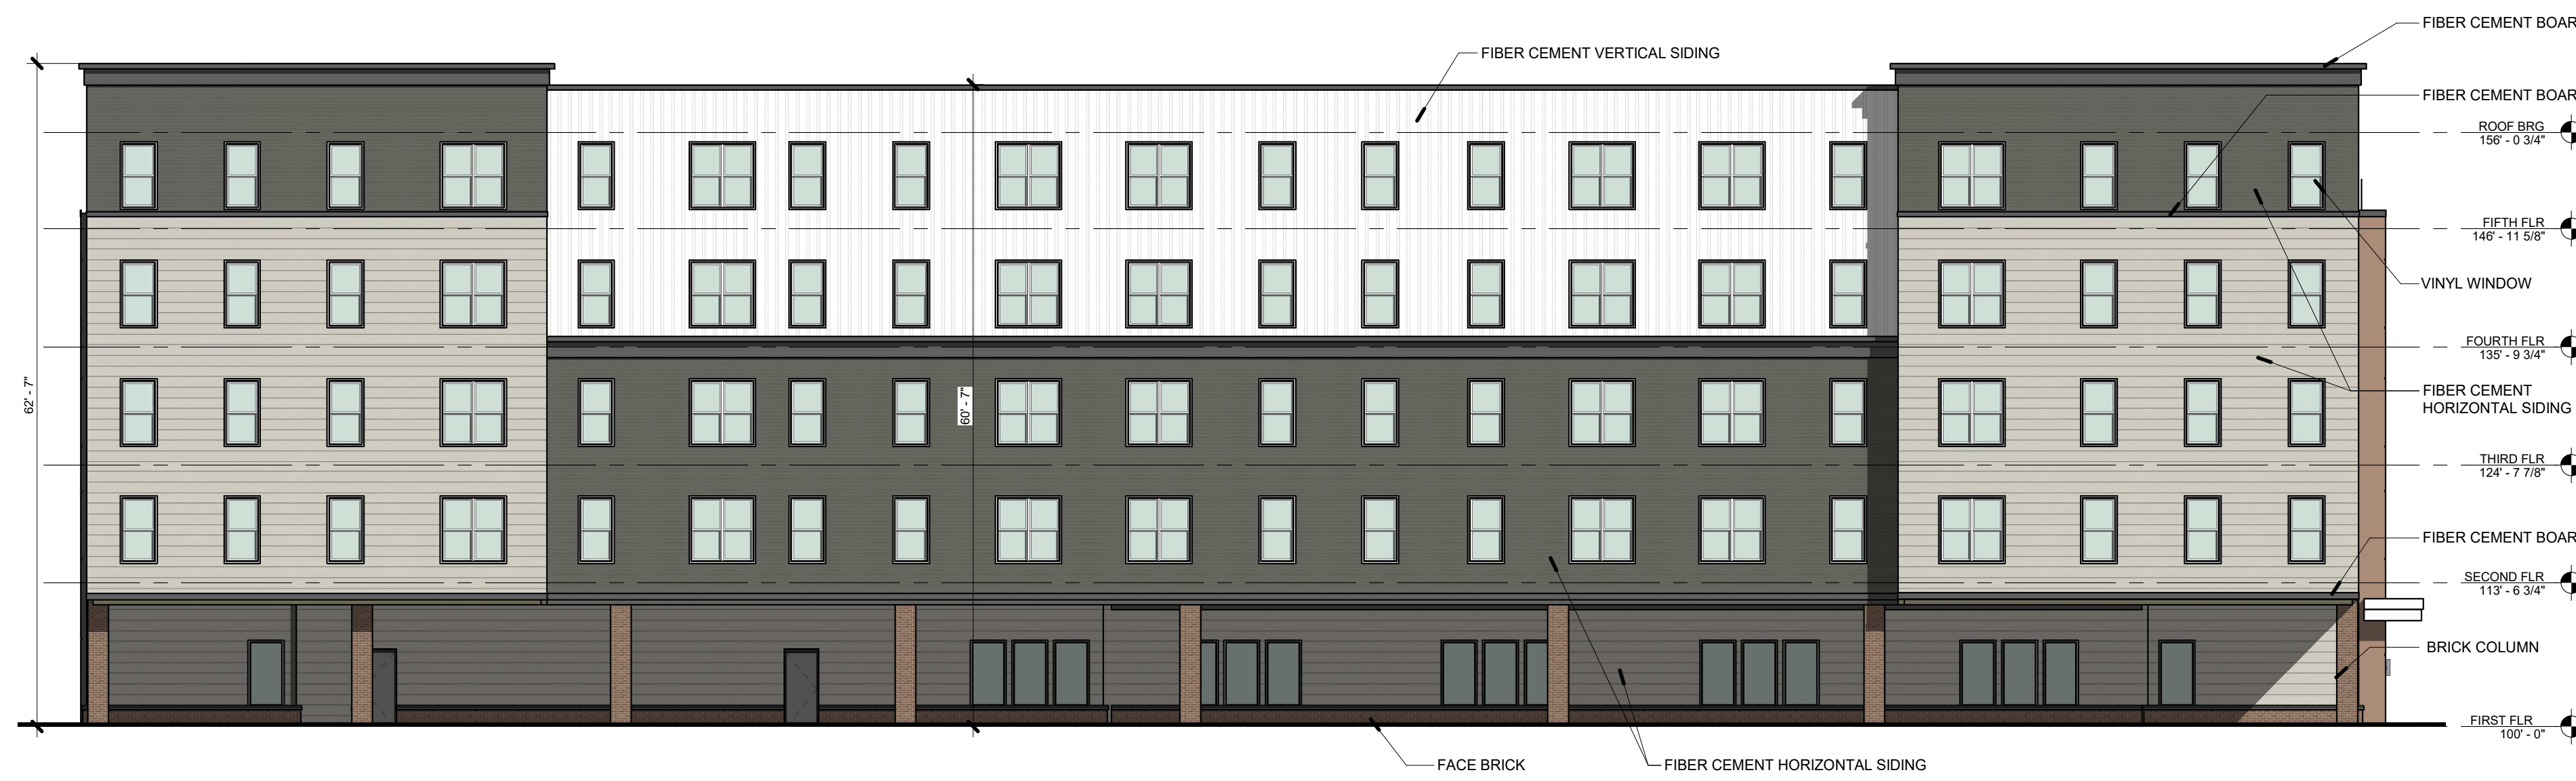 FIBER CEMENT BOAR
FIBER CEMENT VERTICAL SIDING
FIBER CEMENT BOAR
ROOF BRG
156' - 0 3/4"
FIFTH FLR
146' - 11 5/8"
VINYL WINDOW
FOURTH FLR
135' - 9 3/4"
62' - 7"
60' - 7"
FIBER CEMENT
HORIZONTAL SIDING
THIRD FLR
124' - 7 7/8"
FIBER CEMENT BOAR
SECOND FLR
113' - 6 3/4"
BRICK COLUMN
FIRST FLR
100' - 0"
FACE BRICK
FIBER CEMENT HORIZONTAL SIDING